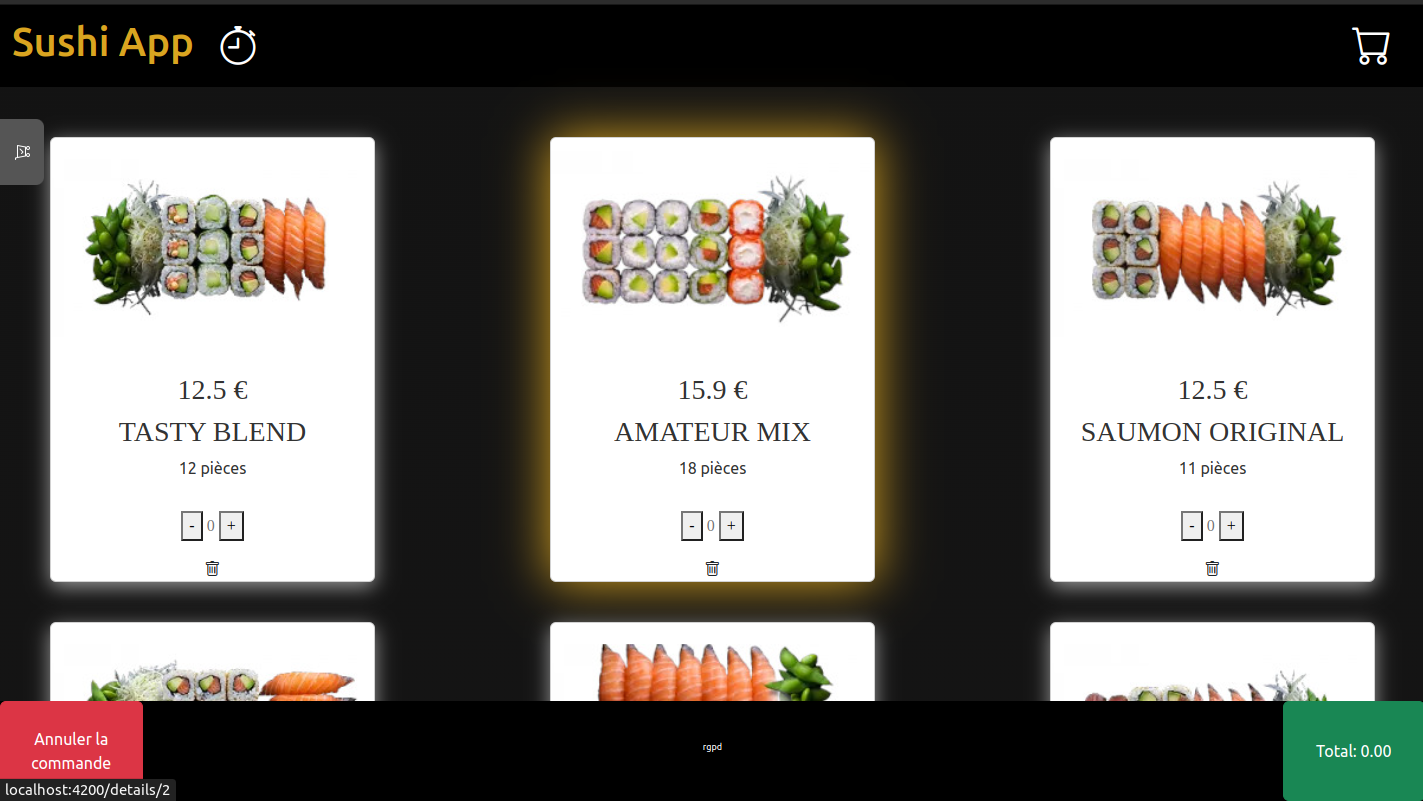 Sushi App
12.5 €
TASTY BLEND
12 pièces
- 0 +
15.9 €
AMATEUR MIX
18 pièces
- 0 +
12.5 €
SAUMON ORIGINAL
11 pièces
- 0 +
Annuler la
commande
rgpd
Total: 0.00
localhost:4200/details/2